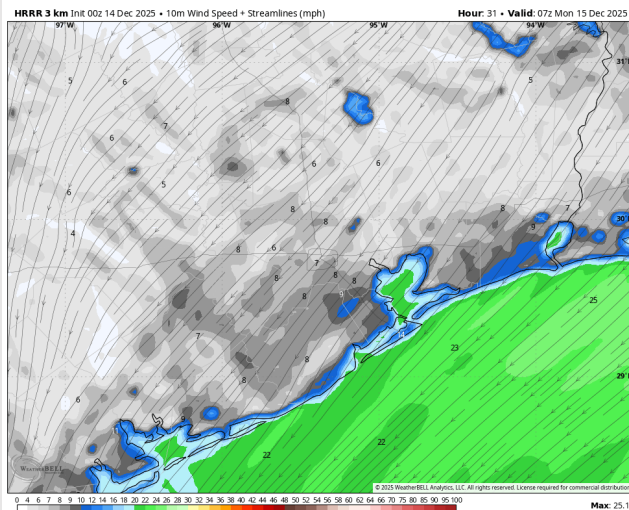 HRRR 3 km Init 00z 14 Dec 2025 • 10m Wind Speed + Streamlines (mph) Hour: 31 • Valid: 07z Mon 15 Dec 2025
97°W 96°W 95°W 94°W
31°
5 6 5
8
7
6 6 6
5
6
8 8 7
8 9 30°
4 8 6
7
8 8 8
8 9
25
14
7 23
8 29°
8
6
9
11
22
22
WeatherBELL
© 2025 WeatherBELL Analytics, LLC. All rights reserved. License required for commercial distribution
0 4 6 7 8 9 10 12 14 16 18 20 22 24 26 28 30 32 34 36 38 40 42 44 46 48 50 52 54 56 58 60 62 64 66 70 75 80 85 90 95 100
Max: 25.1